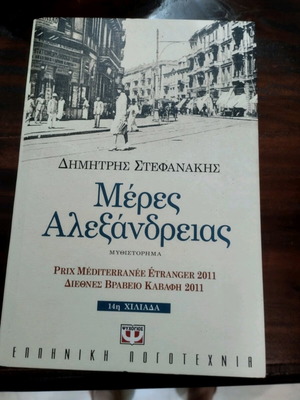 ΔΗΜΗΤΡΗΣ ΣΤΕΦΑΝΑΚΗΣ
Μέρες
Αλεξάνδρειας
ΜΥΘΙΣΤΟΡΗΜΑ
PRIX MÉDITERRANÉE ÉTRANGER 2011
ΔΙΕΘΝΕΣ ΒΡΑΒΕΙΟ ΚΑΒΑΦΗ 2011
14η ΧΙΛΙΑΔΑ
ΨΥΧΟΓΙΟΣ
ΕΛΛΗΝΙΚΗ ΛΟΓΟΤΕΧΝΙΑ